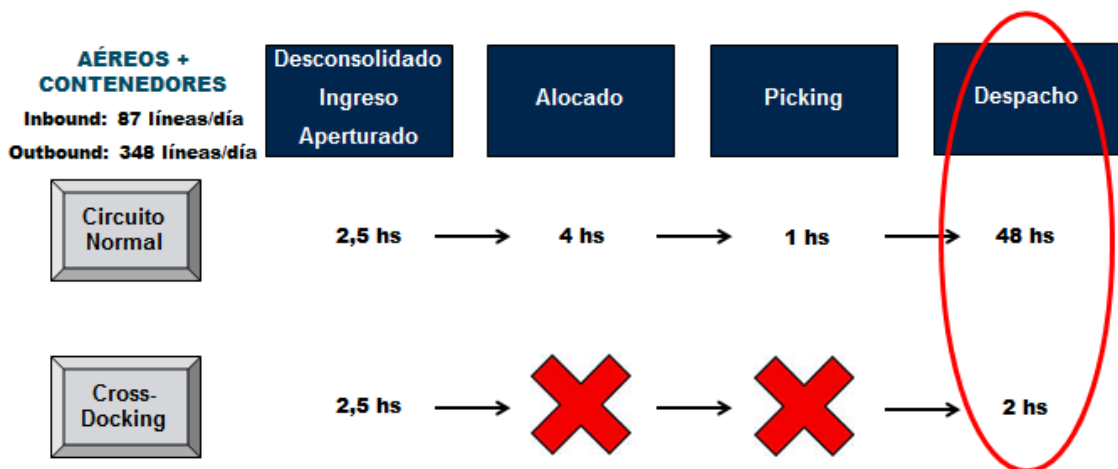 AÉREOS +
CONTENEDORES
Inbound: 87 líneas/día
Outbound: 348 líneas/día
Desconsolidado
Ingreso
Aperturado
Alocado
Picking
Despacho
Circuito
Normal
2,5 hs
4 hs
1 hs
48 hs
Cross-
Docking
2,5 hs
2 hs